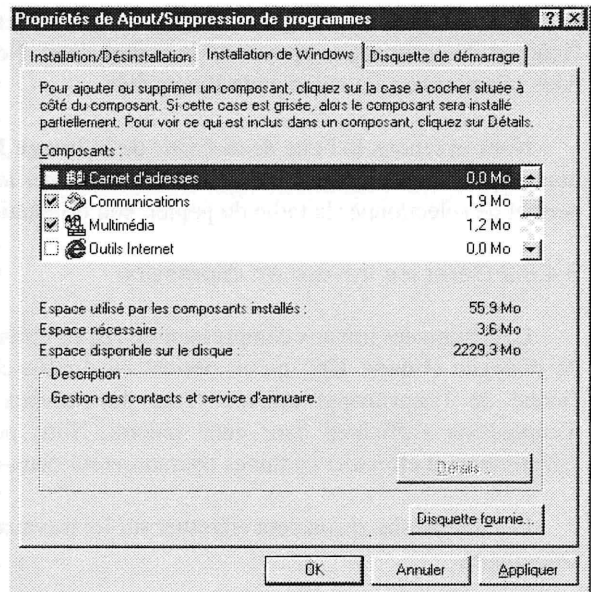 Propriétés de Ajout/Suppression de programmes
Installation/Désinstallation Installation de Windows Disquette de démarrage
Pour ajouter ou supprimer un composant, cliquez sur la case à cocher située à
côté du composant. Si cette case est grisée, alors le composant sera installé
partiellement. Pour voir ce qui est inclus dans un composant, cliquez sur Détails.
Composants :
Carnet d'adresses 0,0 Mo
Communications 1,9 Mo
Multimédia 1,2 Mo
Outils Internet 0,0 Mo
Espace utilisé par les composants installés : 55,9 Mo
Espace nécessaire : 3,6 Mo
Espace disponible sur le disque : 2229,3 Mo
Description
Gestion des contacts et service d'annuaire.
Détails...
Disquette fournie...
OK Annuler Appliquer